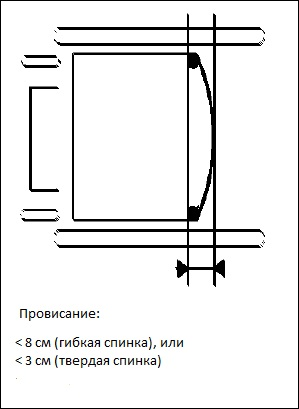 Провисание:
< 8 см (гибкая спинка), или
< 3 см (твердая спинка)